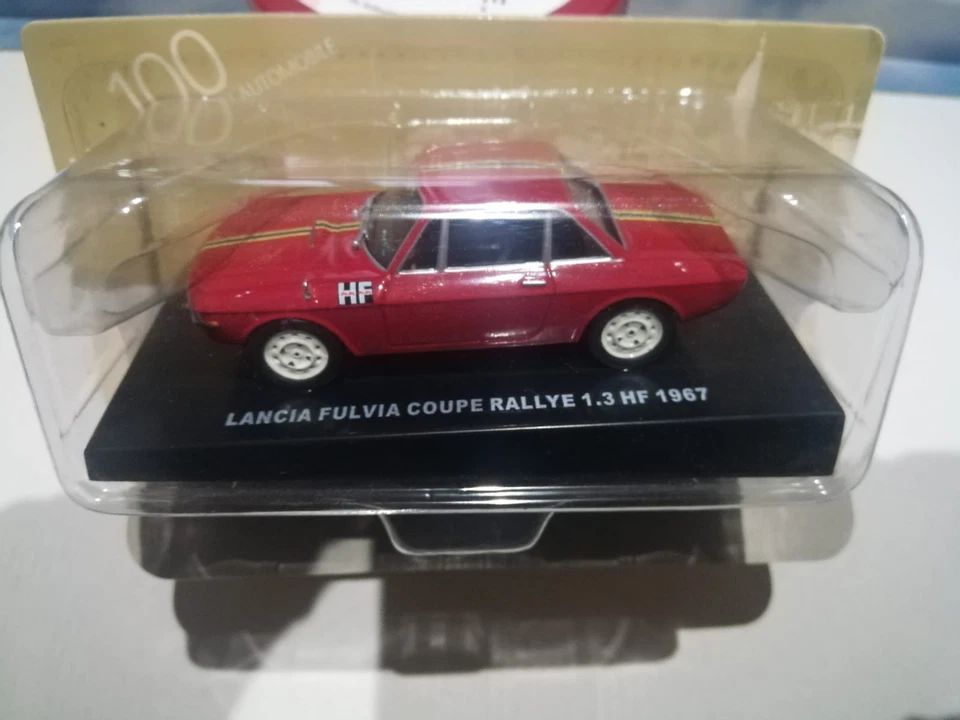 100
AUTOMOBILE
HF
LANCIA FULVIA COUPE RALLYE 1.3 HF 1967